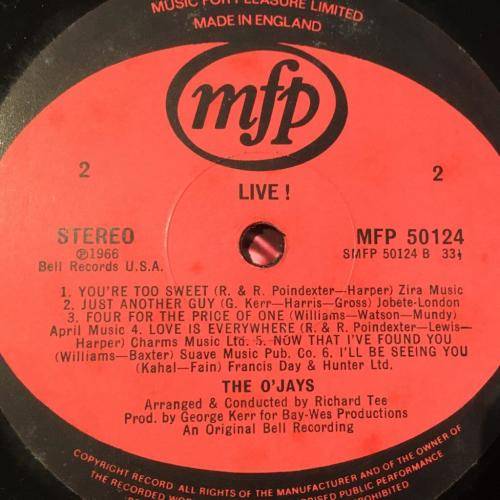 MUSIC FOR PLEASURE LIMITED
MADE IN ENGLAND
mfp
2
2
LIVE !
STEREO
MFP 50124
℗1966
SMFP 50124 B 33⅓
Bell Records U.S.A.
1. YOU'RE TOO SWEET (R. & R. Poindexter—Harper) Zira Music
2. JUST ANOTHER GUY (G. Kerr—Harris—Gross) Jobete-London
3. FOUR FOR THE PRICE OF ONE (Williams—Watson—Mundy)
April Music 4. LOVE IS EVERYWHERE (R. & R. Poindexter—Lewis—
Harper) Charms Music Ltd. 5. NOW THAT I'VE FOUND YOU
(Williams—Baxter) Suave Music Pub. Co. 6. I'LL BE SEEING YOU
(Kahal—Fain) Francis Day & Hunter Ltd.
THE O'JAYS
Arranged & Conducted by Richard Tee
Prod. by George Kerr for Bay-Wes Productions
An Original Bell Recording
COPYRIGHT RECORD ALL RIGHTS OF THE MANUFACTURER AND OF THE OWNER OF
THE RECORDED PUBLIC PERFORMANCE